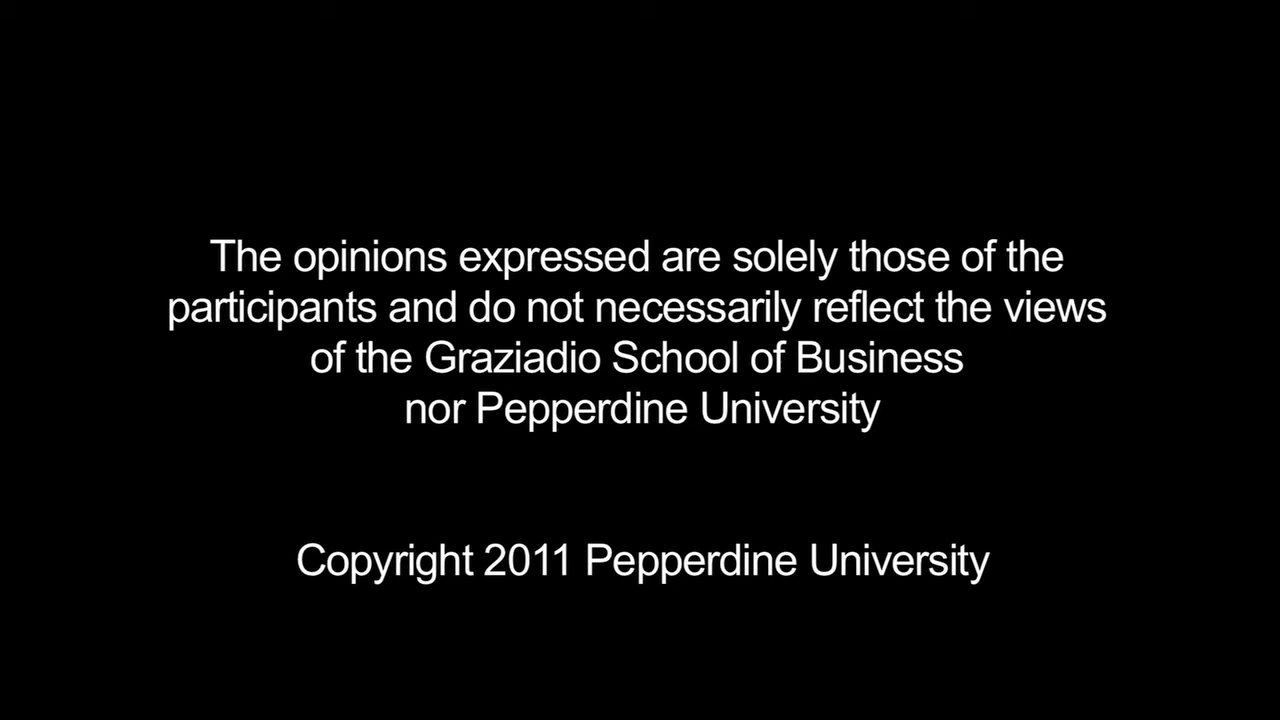 The opinions expressed are solely those of the
participants and do not necessarily reflect the views
of the Graziadio School of Business
nor Pepperdine University
Copyright 2011 Pepperdine University